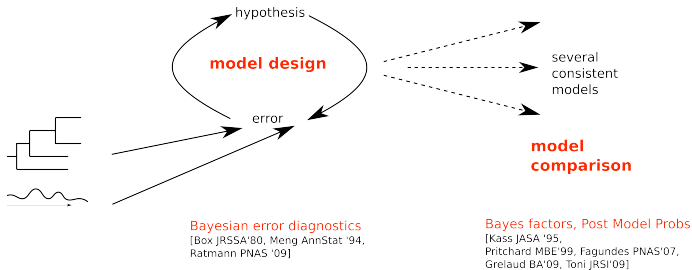 hypothesis
model design
error
several
consistent
models
model
comparison
Bayesian error diagnostics
[Box JRSSA'80, Meng AnnStat '94,
Ratmann PNAS '09]
Bayes factors, Post Model Probs
[Kass JASA '95,
Pritchard MBE'99, Fagundes PNAS'07,
Grelaud BA'09, Toni JRSI'09]